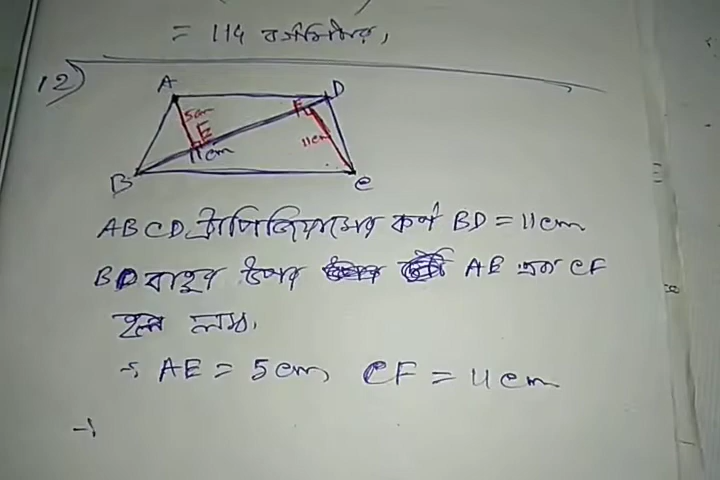 = 114 বর্গমিটার,
12)
A
D
5cm
F
E
11cm
11cm
B
C
ABCD ট্রাপিজিয়ামের কর্ণ BD = 11cm
BD বাহুর উপর AE এবং CF
হল লম্ব.
∴ AE = 5cm, CF = 11cm